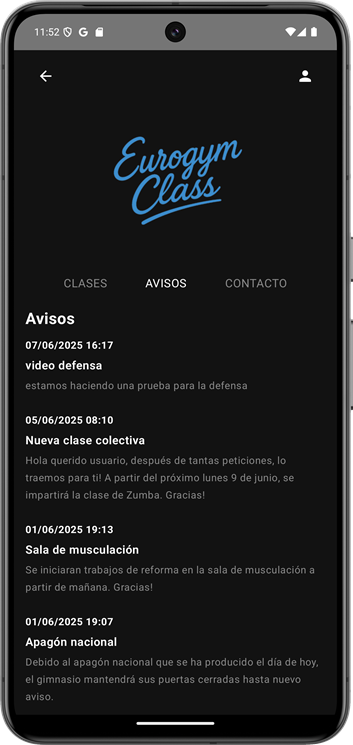 11:52
Eurogym
Class
CLASES AVISOS CONTACTO
Avisos
07/06/2025 16:17
video defensa
estamos haciendo una prueba para la defensa
05/06/2025 08:10
Nueva clase colectiva
Hola querido usuario, después de tantas peticiones, lo
traemos para ti! A partir del próximo lunes 9 de junio, se
impartirá la clase de Zumba. Gracias!
01/06/2025 19:13
Sala de musculación
Se iniciaran trabajos de reforma en la sala de musculación a
partir de mañana. Gracias!
01/06/2025 19:07
Apagón nacional
Debido al apagón nacional que se ha producido el día de hoy,
el gimnasio mantendrá sus puertas cerradas hasta nuevo
aviso.